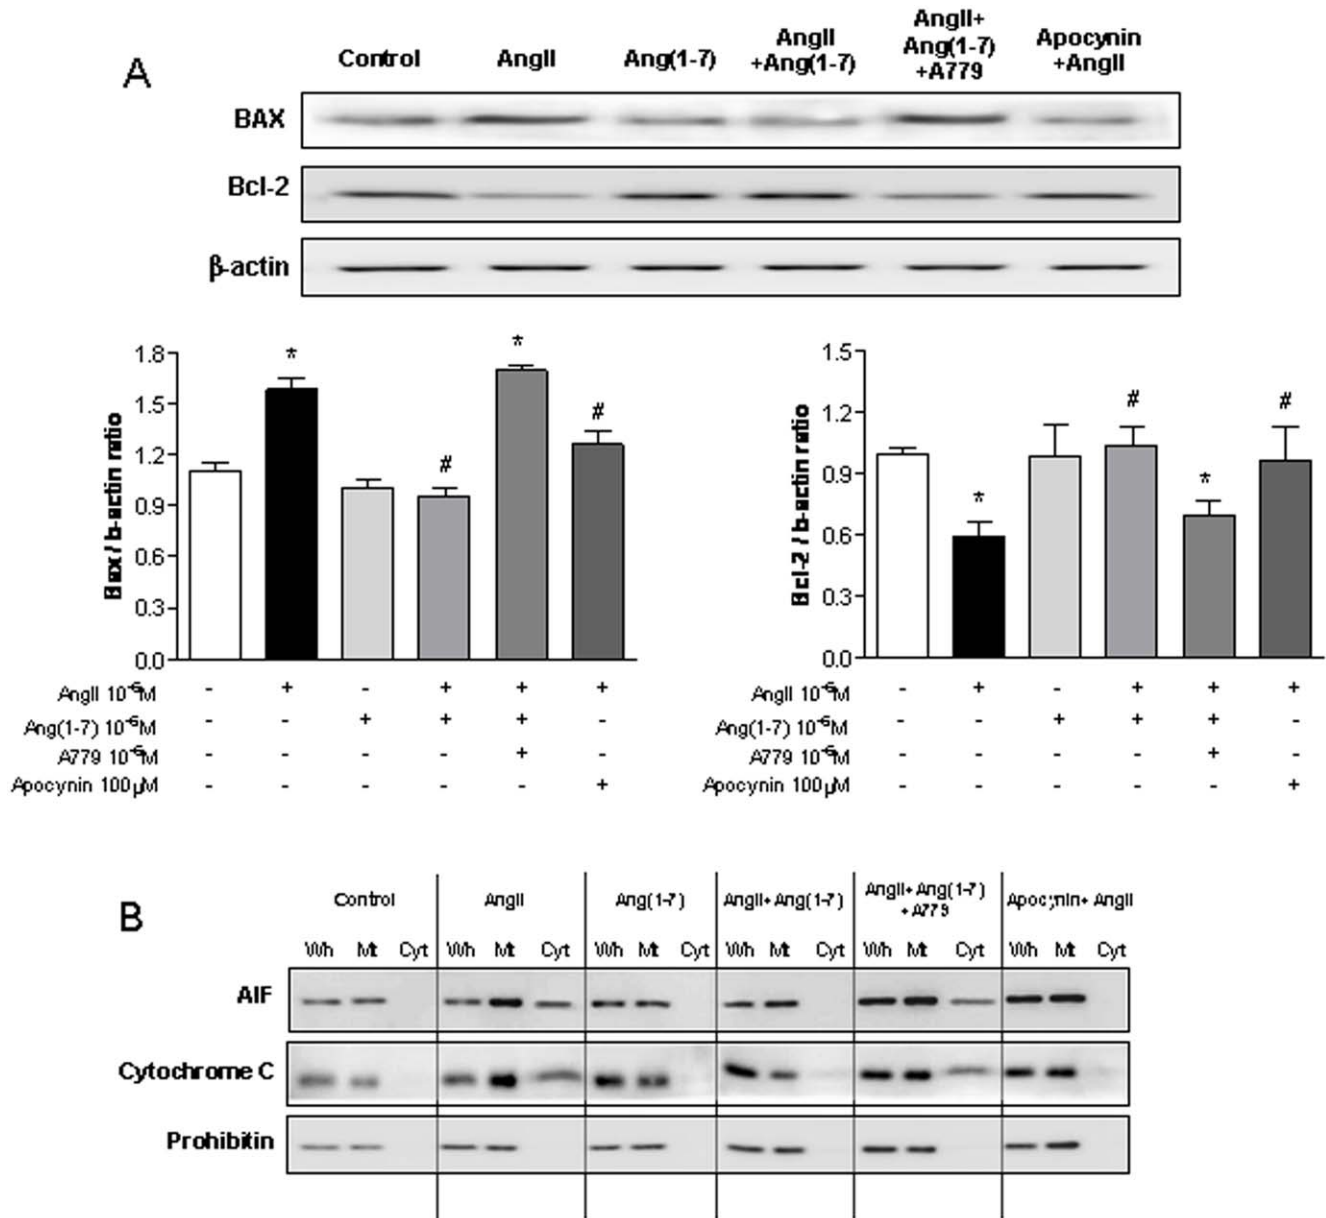 A
Control
AngII
Ang(1-7)
AngII
+Ang(1-7)
AngII+
Ang(1-7)
+A779
Apocynin
+AngII
BAX
Bcl-2
β-actin
Bax / b-actin ratio
1.8
1.5
1.2
0.9
0.6
0.3
0.0
*
#
*
#
AngII 10⁻⁶M - + - + + +
Ang(1-7) 10⁻⁶M - - + + + -
A779 10⁻⁶M - - - - + -
Apocynin 100µM - - - - - +
Bcl-2 / b-actin ratio
1.5
1.2
0.9
0.6
0.3
0.0
*
#
*
#
AngII 10⁻⁶M - + - + + +
Ang(1-7) 10⁻⁶M - - + + + -
A779 10⁻⁶M - - - - + -
Apocynin 100µM - - - - - +
B
Control
AngII
Ang(1-7)
AngII+ Ang(1-7)
AngII+ Ang(1-7)
+A779
Apocynin+ AngII
Wh Mt Cyt Wh Mt Cyt Wh Mt Cyt Wh Mt Cyt Wh Mt Cyt Wh Mt Cyt
AIF
Cytochrome C
Prohibitin